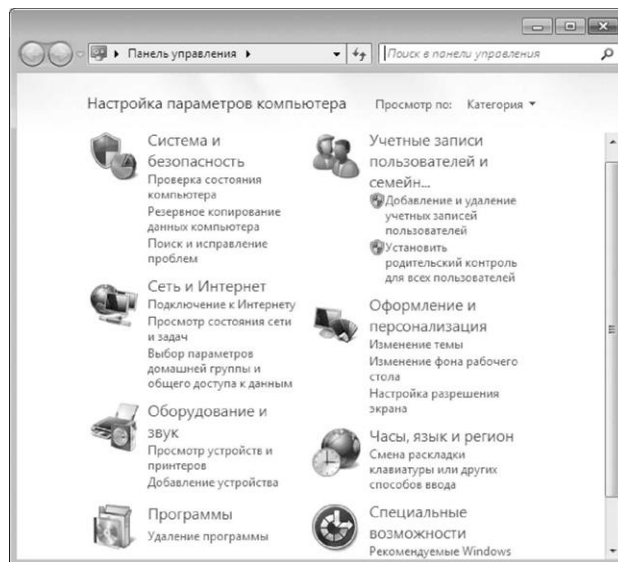 Панель управления
Поиск в панели управления
Настройка параметров компьютера
Просмотр по: Категория
Система и
безопасность
Проверка состояния
компьютера
Резервное копирование
данных компьютера
Поиск и исправление
проблем
Сеть и Интернет
Подключение к Интернету
Просмотр состояния сети
и задач
Выбор параметров
домашней группы и
общего доступа к данным
Оборудование и
звук
Просмотр устройств и
принтеров
Добавление устройства
Программы
Удаление программы
Учетные записи
пользователей и
семейн...
Добавление и удаление
учетных записей
пользователей
Установить
родительский контроль
для всех пользователей
Оформление и
персонализация
Изменение темы
Изменение фона рабочего
стола
Настройка разрешения
экрана
Часы, язык и регион
Смена раскладки
клавиатуры или других
способов ввода
Специальные
возможности
Рекомендуемые Windows